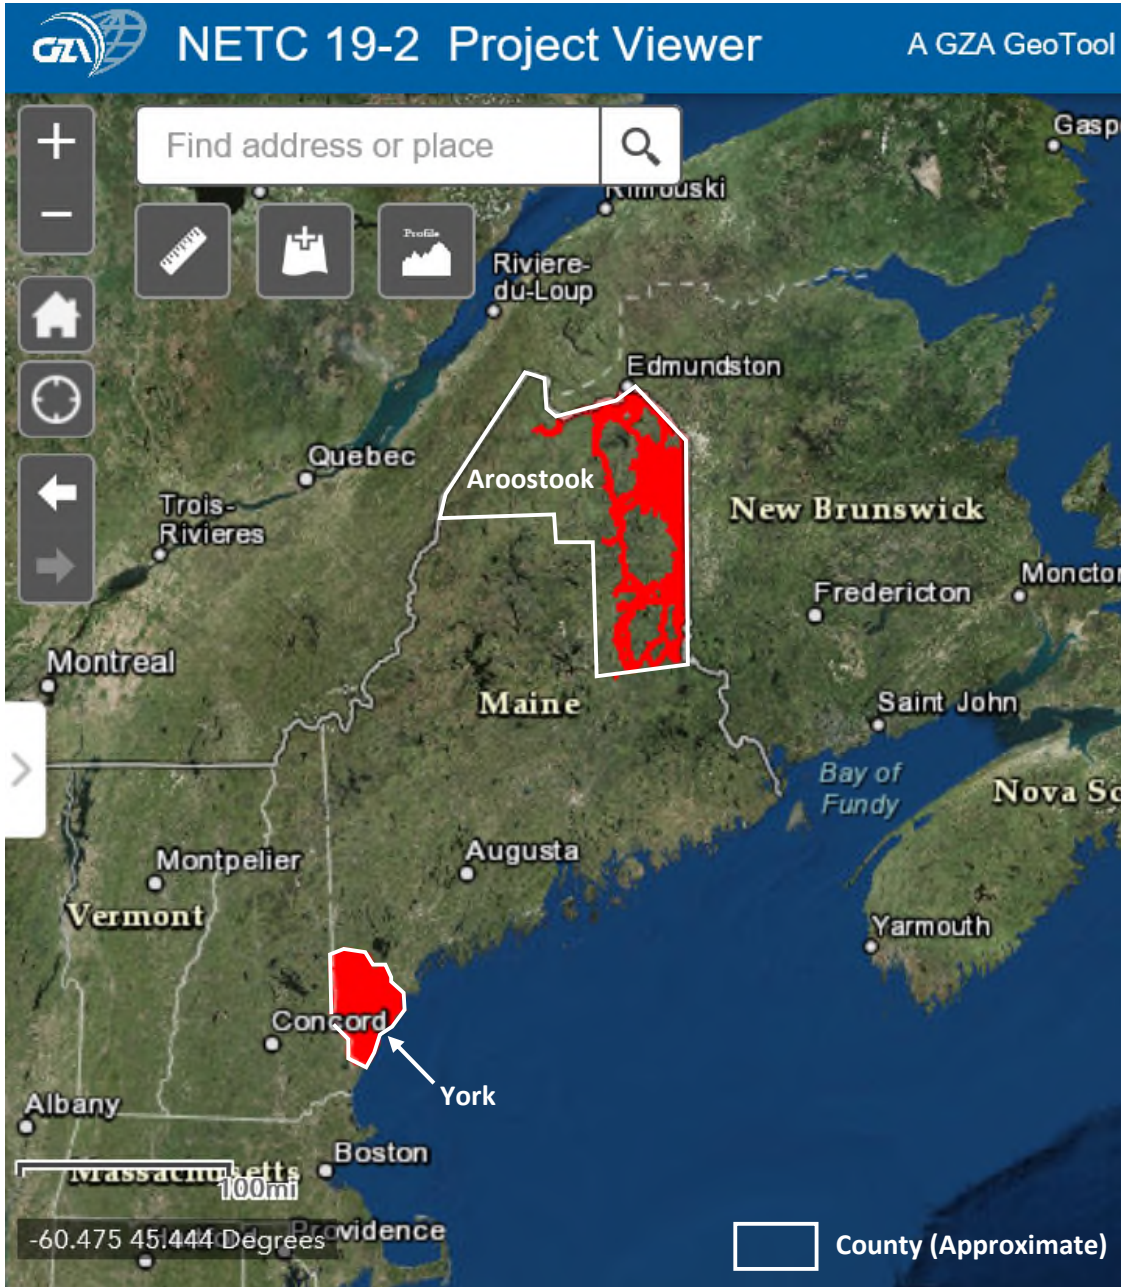 GZA NETC 19-2 Project Viewer A GZA GeoTool
+
Find address or place
Gasp
−
Rimouski
Profile
Riviere-
du-Loup
Edmundston
Quebec
Aroostook
Trois-
Rivieres
New Brunswick
Moncton
Fredericton
Montreal
Maine
Saint John
Bay of
Fundy
Nova Sc
Augusta
Montpelier
Vermont
Yarmouth
Concord
York
Albany
Boston
Massachusetts
100mi
-60.475 45.444 Degrees
Providence
County (Approximate)